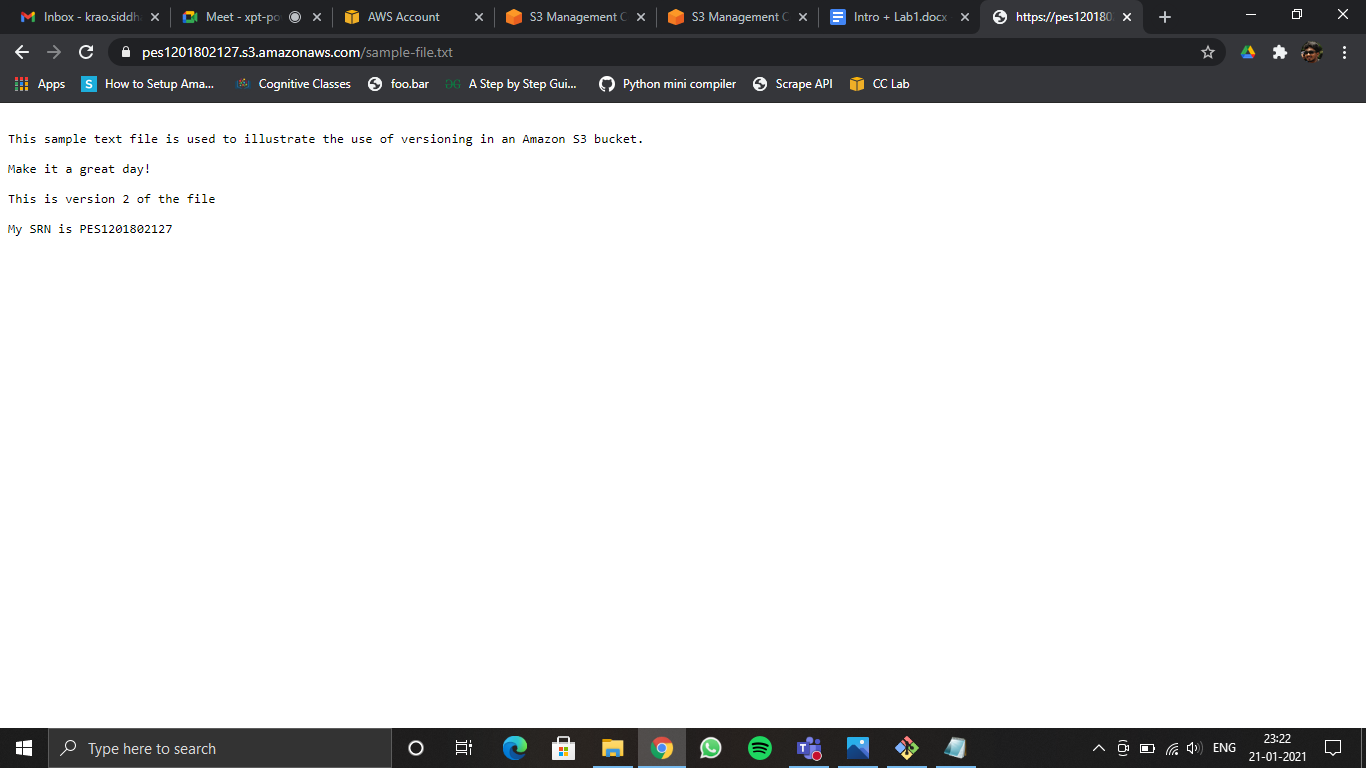 Inbox - krao.siddh
Meet - xpt-po
AWS Account
S3 Management C
S3 Management C
Intro + Lab1.docx
https://pes120180
pes1201802127.s3.amazonaws.com/sample-file.txt
Apps
How to Setup Ama...
Cognitive Classes
foo.bar
A Step by Step Gui...
Python mini compiler
Scrape API
CC Lab
This sample text file is used to illustrate the use of versioning in an Amazon S3 bucket.
Make it a great day!
This is version 2 of the file
My SRN is PES1201802127
Type here to search
ENG
23:22
21-01-2021